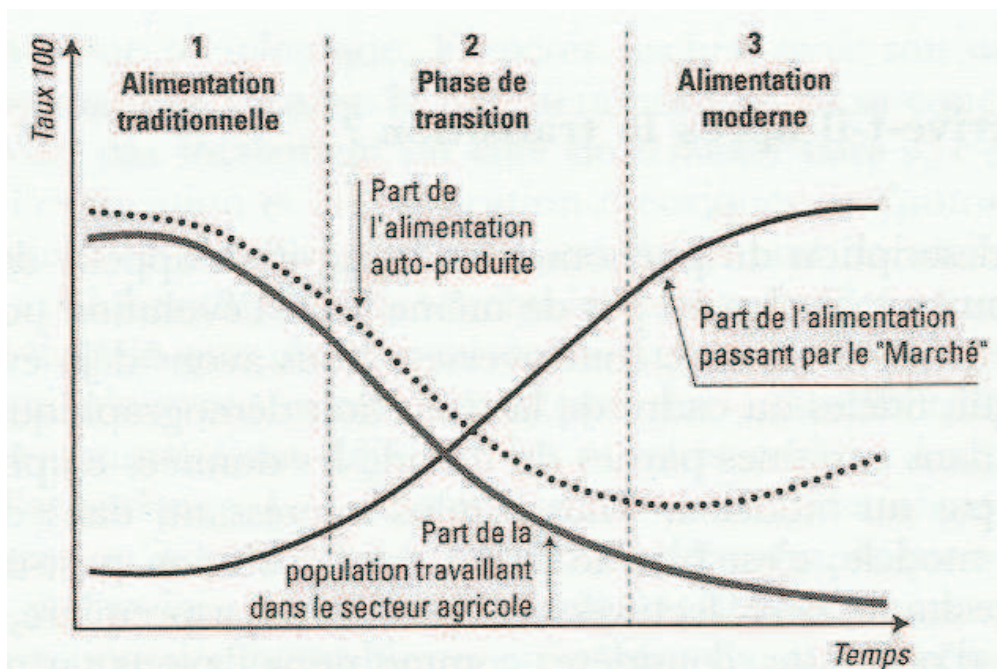 Taux 100
1
Alimentation
traditionnelle
2
Phase de
transition
3
Alimentation
moderne
Part de
l'alimentation
auto-produite
Part de l'alimentation
passant par le "Marché"
Part de la
population travaillant
dans le secteur agricole
Temps